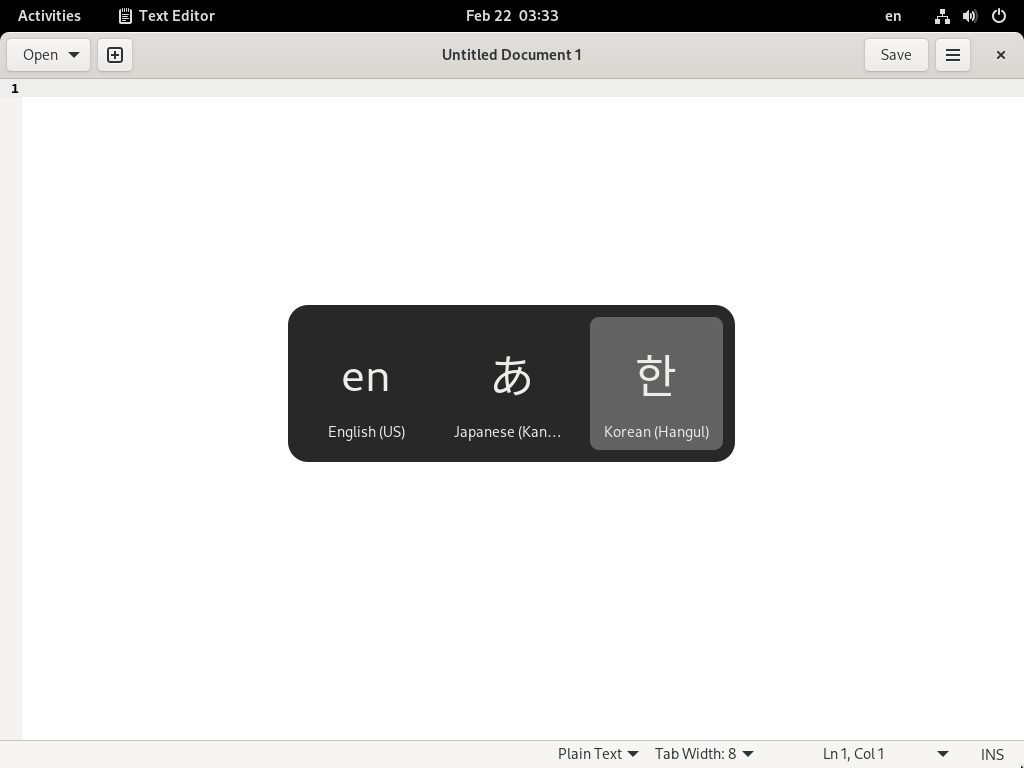 Activities Text Editor Feb 22 03:33 en
Open Untitled Document 1 Save
1
en あ 한
English (US) Japanese (Kan… Korean (Hangul)
Plain Text Tab Width: 8 Ln 1, Col 1 INS